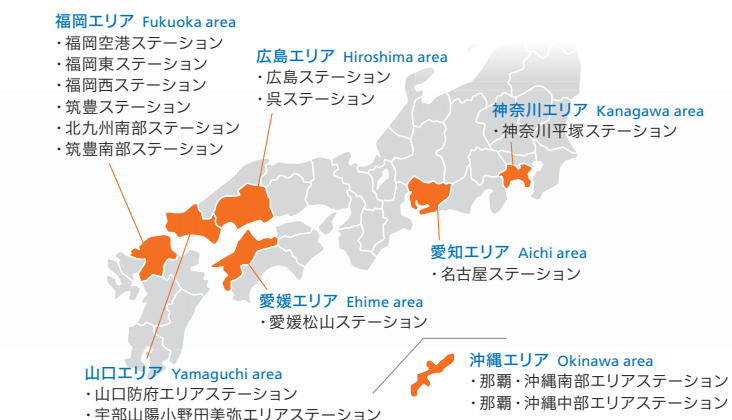 福岡エリア Fukuoka area
・福岡空港ステーション
・福岡東ステーション
・福岡西ステーション
・筑豊ステーション
・北九州南部ステーション
・筑豊南部ステーション
広島エリア Hiroshima area
・広島ステーション
・呉ステーション
神奈川エリア Kanagawa area
・神奈川平塚ステーション
愛知エリア Aichi area
・名古屋ステーション
愛媛エリア Ehime area
・愛媛松山ステーション
山口エリア Yamaguchi area
・山口防府エリアステーション
・宇部山陽小野田美弥エリアステーション
沖縄エリア Okinawa area
・那覇・沖縄南部エリアステーション
・那覇・沖縄中部エリアステーション